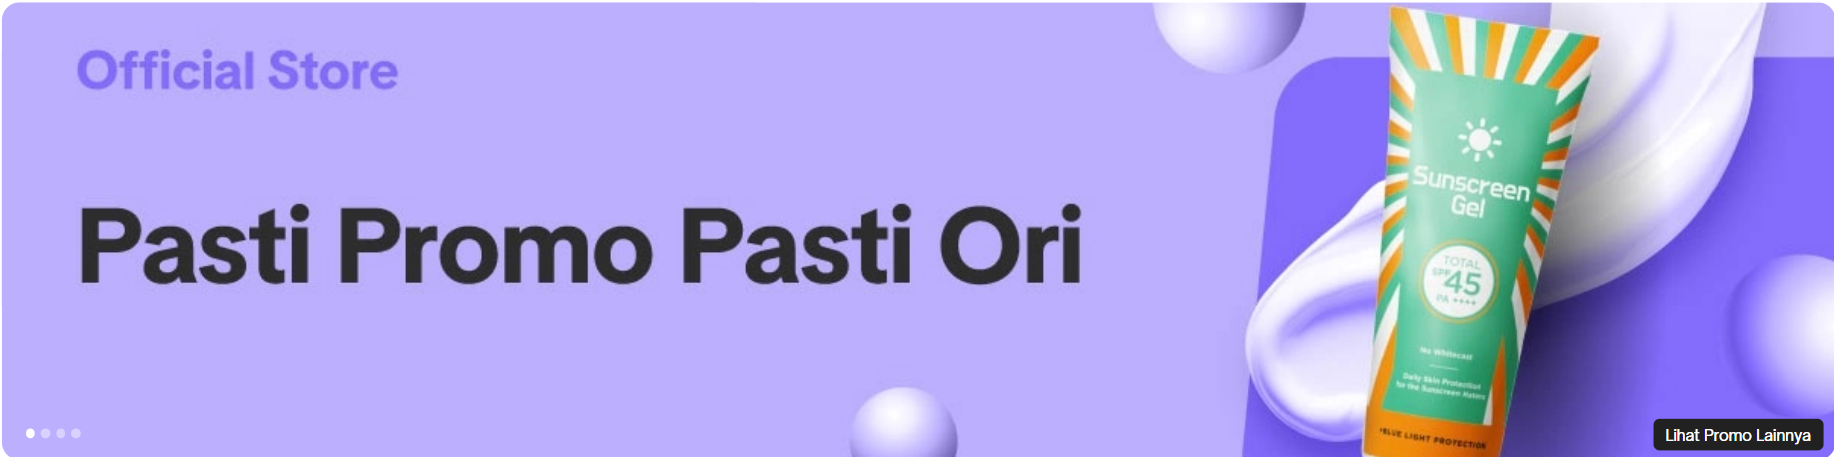 Official Store
Pasti Promo Pasti Ori
Sunscreen
Gel
TOTAL
SPF 45
PA ++++
No Whitecast
Daily Skin Protection
for the Sunscreen Haters
+BLUE LIGHT PROTECTION
Lihat Promo Lainnya